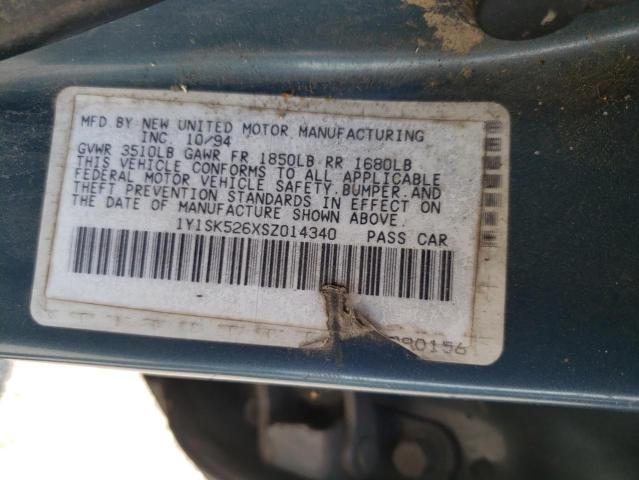 MFD BY NEW UNITED MOTOR MANUFACTURING
INC. 10/94
GVWR 3510LB GAWR FR 1850LB RR 1680LB
THIS VEHICLE CONFORMS TO ALL APPLICABLE
FEDERAL MOTOR VEHICLE SAFETY, BUMPER, AND
THEFT PREVENTION STANDARDS IN EFFECT ON
THE DATE OF MANUFACTURE SHOWN ABOVE.
1Y1SK526XSZ014340 PASS CAR
90156